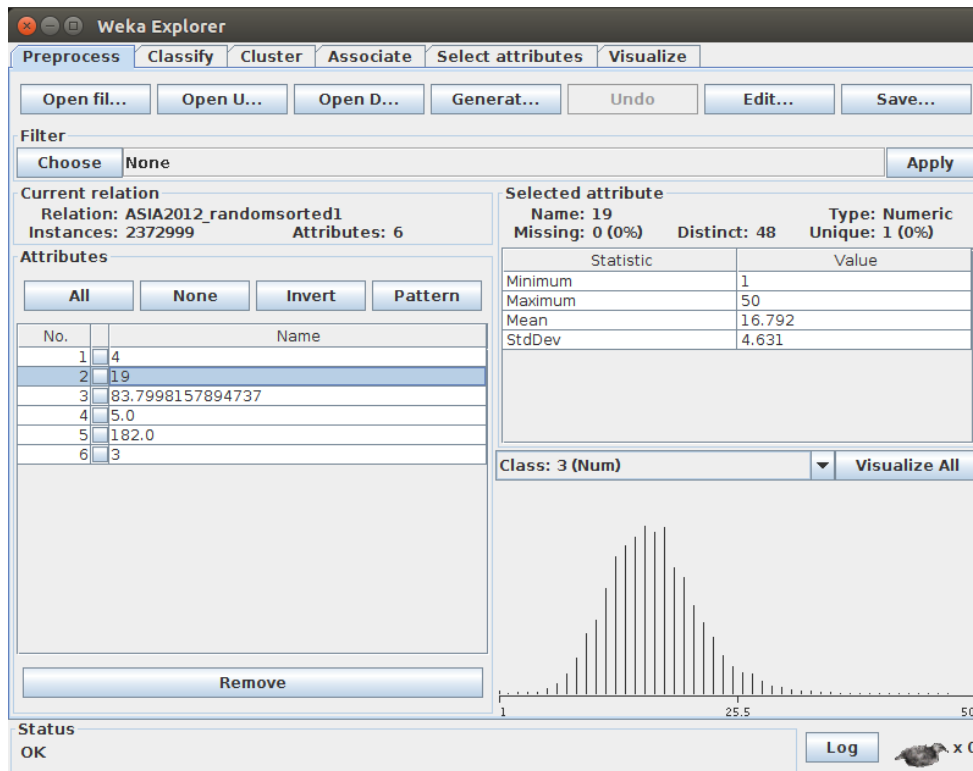 Weka Explorer
Preprocess Classify Cluster Associate Select attributes Visualize
Open fil... Open U... Open D... Generat... Undo Edit... Save...
Filter
Choose None Apply
Current relation
Relation: ASIA2012_randomsorted1
Instances: 2372999 Attributes: 6
Attributes
All None Invert Pattern
No. Name
1 4
2 19
3 83.7998157894737
4 5.0
5 182.0
6 3
Remove
Selected attribute
Name: 19 Type: Numeric
Missing: 0 (0%) Distinct: 48 Unique: 1 (0%)
Statistic Value
Minimum 1
Maximum 50
Mean 16.792
StdDev 4.631
Class: 3 (Num) Visualize All
1 25.5 50
Status
OK
Log x 0